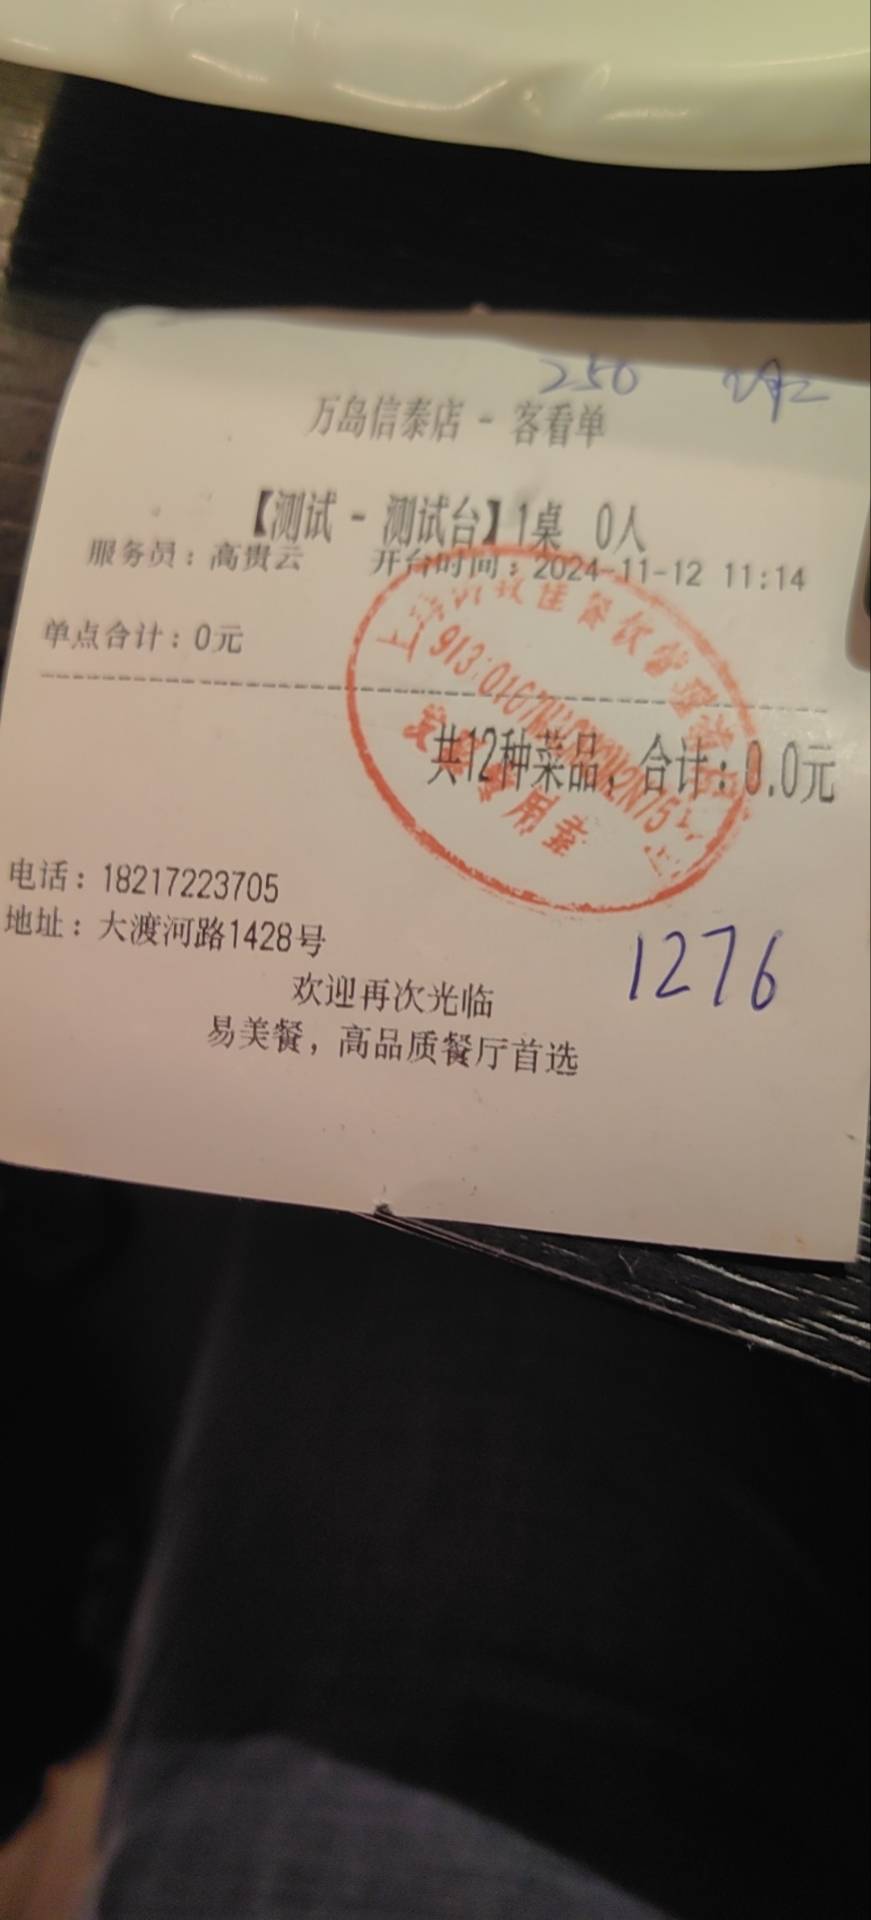 250
万岛信泰店 - 客看单
【测试 - 测试台】1桌 0人
服务员：高贵云 开台时间：2024-11-12 11:14
单点合计：0元
共12种菜品，合计：0.0元
电话：18217223705
地址：大渡河路1428号
1276
欢迎再次光临
易美餐，高品质餐厅首选